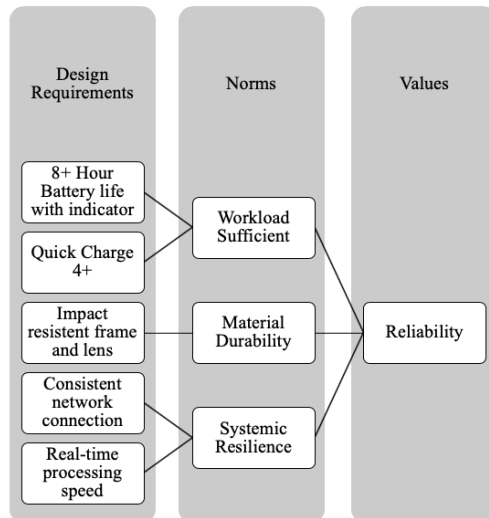 Design
Requirements
Norms
Values
8+ Hour
Battery life
with indicator
Quick Charge
4+
Impact
resistent frame
and lens
Consistent
network
connection
Real-time
processing
speed
Workload
Sufficient
Material
Durability
Systemic
Resilience
Reliability